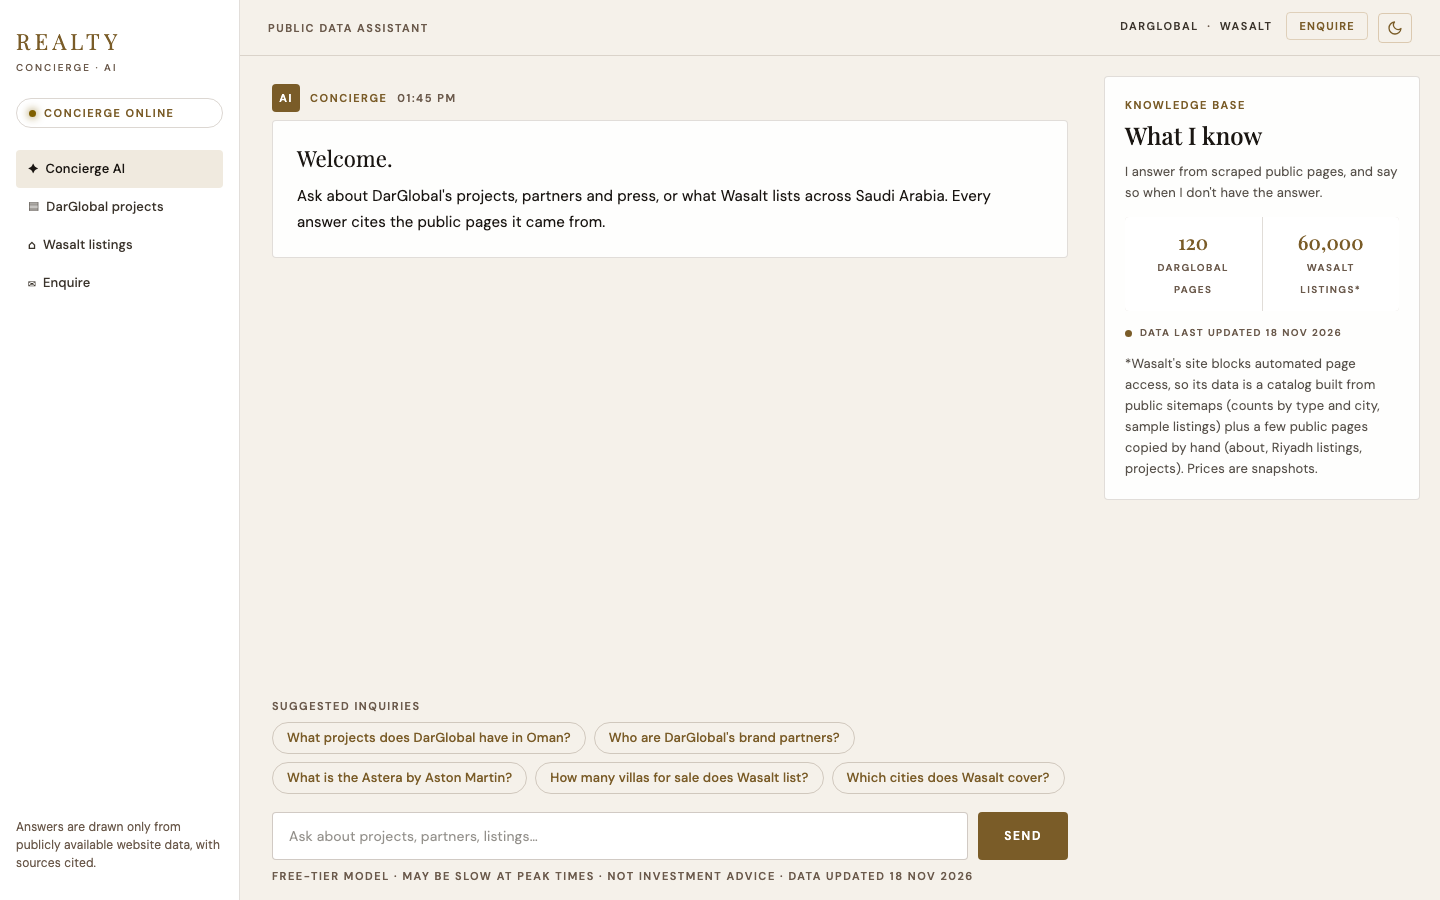 REALTY
CONCIERGE · AI
CONCIERGE ONLINE
Concierge AI
DarGlobal projects
Wasalt listings
Enquire
Answers are drawn only from
publicly available website data, with
sources cited.
PUBLIC DATA ASSISTANT
DARGLOBAL · WASALT
ENQUIRE
AI CONCIERGE 01:45 PM
Welcome.
Ask about DarGlobal's projects, partners and press, or what Wasalt lists across Saudi Arabia. Every
answer cites the public pages it came from.
SUGGESTED INQUIRIES
What projects does DarGlobal have in Oman?
Who are DarGlobal's brand partners?
What is the Astera by Aston Martin?
How many villas for sale does Wasalt list?
Which cities does Wasalt cover?
Ask about projects, partners, listings…
SEND
FREE-TIER MODEL · MAY BE SLOW AT PEAK TIMES · NOT INVESTMENT ADVICE · DATA UPDATED 18 NOV 2026
KNOWLEDGE BASE
What I know
I answer from scraped public pages, and say
so when I don't have the answer.
120
DARGLOBAL
PAGES
60,000
WASALT
LISTINGS*
DATA LAST UPDATED 18 NOV 2026
*Wasalt's site blocks automated page
access, so its data is a catalog built from
public sitemaps (counts by type and city,
sample listings) plus a few public pages
copied by hand (about, Riyadh listings,
projects). Prices are snapshots.